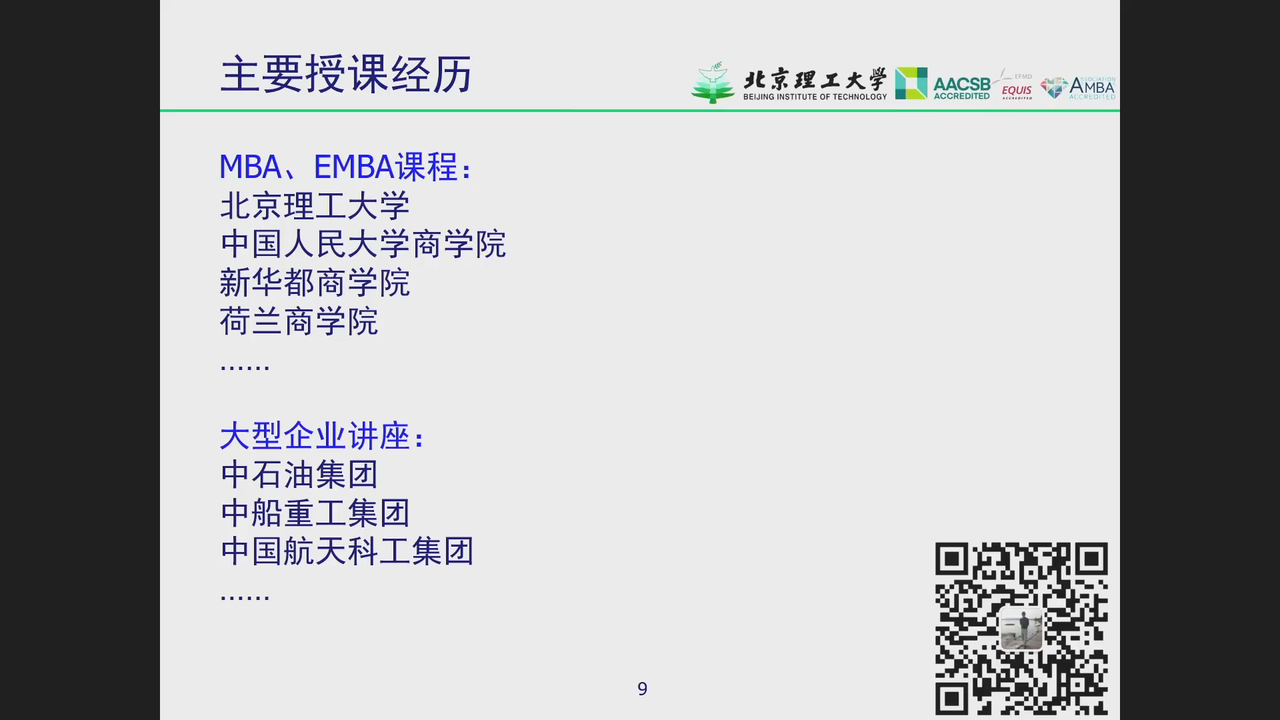 主要授课经历
北京理工大学
BEIJING INSTITUTE OF TECHNOLOGY
AACSB
ACCREDITED
EFMD
EQUIS
ACCREDITED
ASSOCIATION
AMBA
ACCREDITED
MBA、EMBA课程：
北京理工大学
中国人民大学商学院
新华都商学院
荷兰商学院
......
大型企业讲座：
中石油集团
中船重工集团
中国航天科工集团
......
9